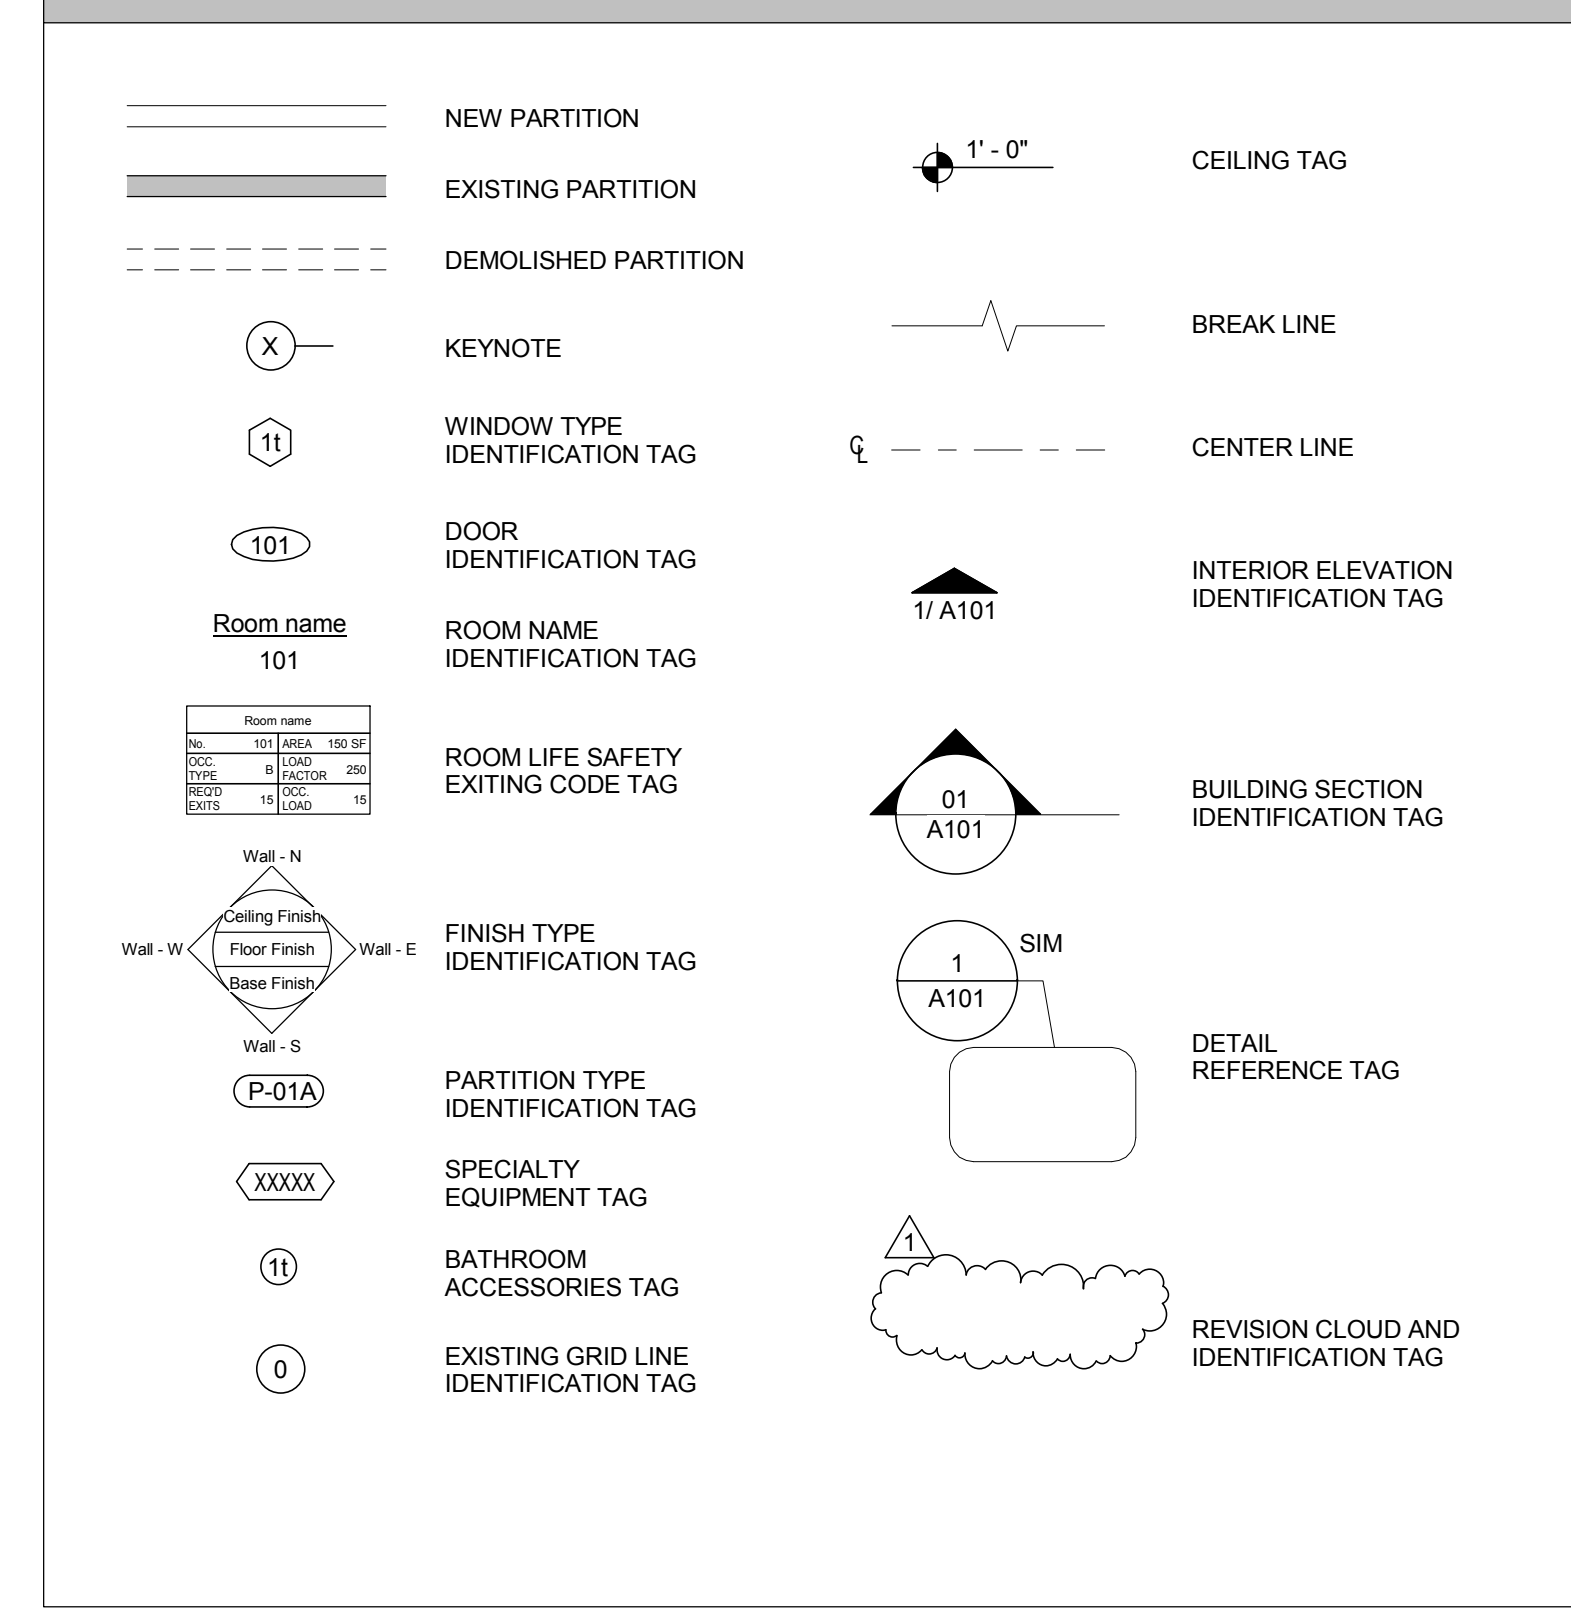 NEW PARTITION
EXISTING PARTITION
DEMOLISHED PARTITION
X
KEYNOTE
1t
WINDOW TYPE
IDENTIFICATION TAG
101
DOOR
IDENTIFICATION TAG
Room name
101
ROOM NAME
IDENTIFICATION TAG
Room name
No. 101 AREA 150 SF
OCC.
TYPE B LOAD
FACTOR 250
REQ'D
EXITS 15 OCC.
LOAD 15
ROOM LIFE SAFETY
EXITING CODE TAG
Wall - N
Ceiling Finish
Wall - W Floor Finish Wall - E
Base Finish
Wall - S
FINISH TYPE
IDENTIFICATION TAG
P-01A
PARTITION TYPE
IDENTIFICATION TAG
XXXXX
SPECIALTY
EQUIPMENT TAG
1t
BATHROOM
ACCESSORIES TAG
0
EXISTING GRID LINE
IDENTIFICATION TAG
1' - 0"
CEILING TAG
BREAK LINE
℄
CENTER LINE
1/ A101
INTERIOR ELEVATION
IDENTIFICATION TAG
01
A101
BUILDING SECTION
IDENTIFICATION TAG
SIM
1
A101
DETAIL
REFERENCE TAG
1
REVISION CLOUD AND
IDENTIFICATION TAG